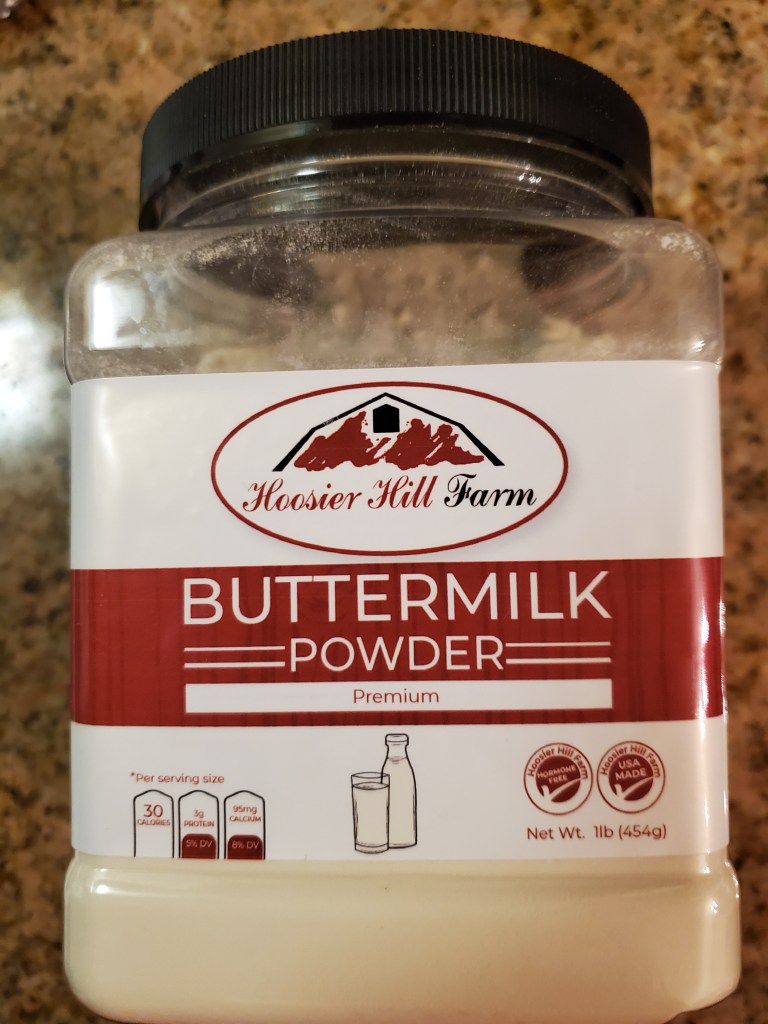 Hoosier Hill Farm
BUTTERMILK
POWDER
Premium
*Per serving size
30
CALORIES
3g
PROTEIN
5% DV
95mg
CALCIUM
8% DV
Hoosier Hill Farm
HORMONE
FREE
Hoosier Hill Farm
USA
MADE
Net Wt. 1lb (454g)